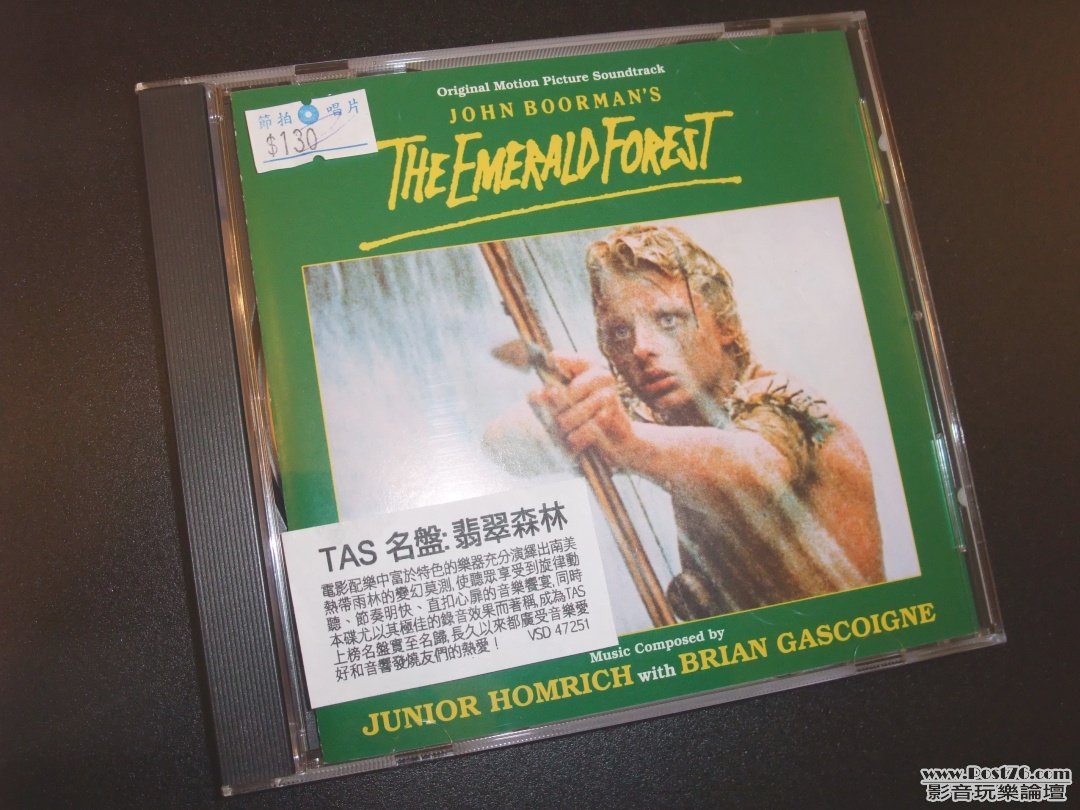 Original Motion Picture Soundtrack
JOHN BOORMAN'S
THE EMERALD FOREST
節拍 唱片
$130
TAS 名盤: 翡翠森林
電影配樂中富於特色的樂器充分演繹出南美
熱帶雨林的變幻莫測,使聽眾享受到旋律動
聽、節奏明快、直扣心扉的音樂饗宴,同時
本碟尤以其極佳的錄音效果而著稱,成為TAS
上榜名盤實至名歸,長久以來都廣受音樂愛
好和音響發燒友們的熱愛! VSD 47251
Music Composed by
JUNIOR HOMRICH with BRIAN GASCOIGNE
www.Post76.com
影音玩樂論壇